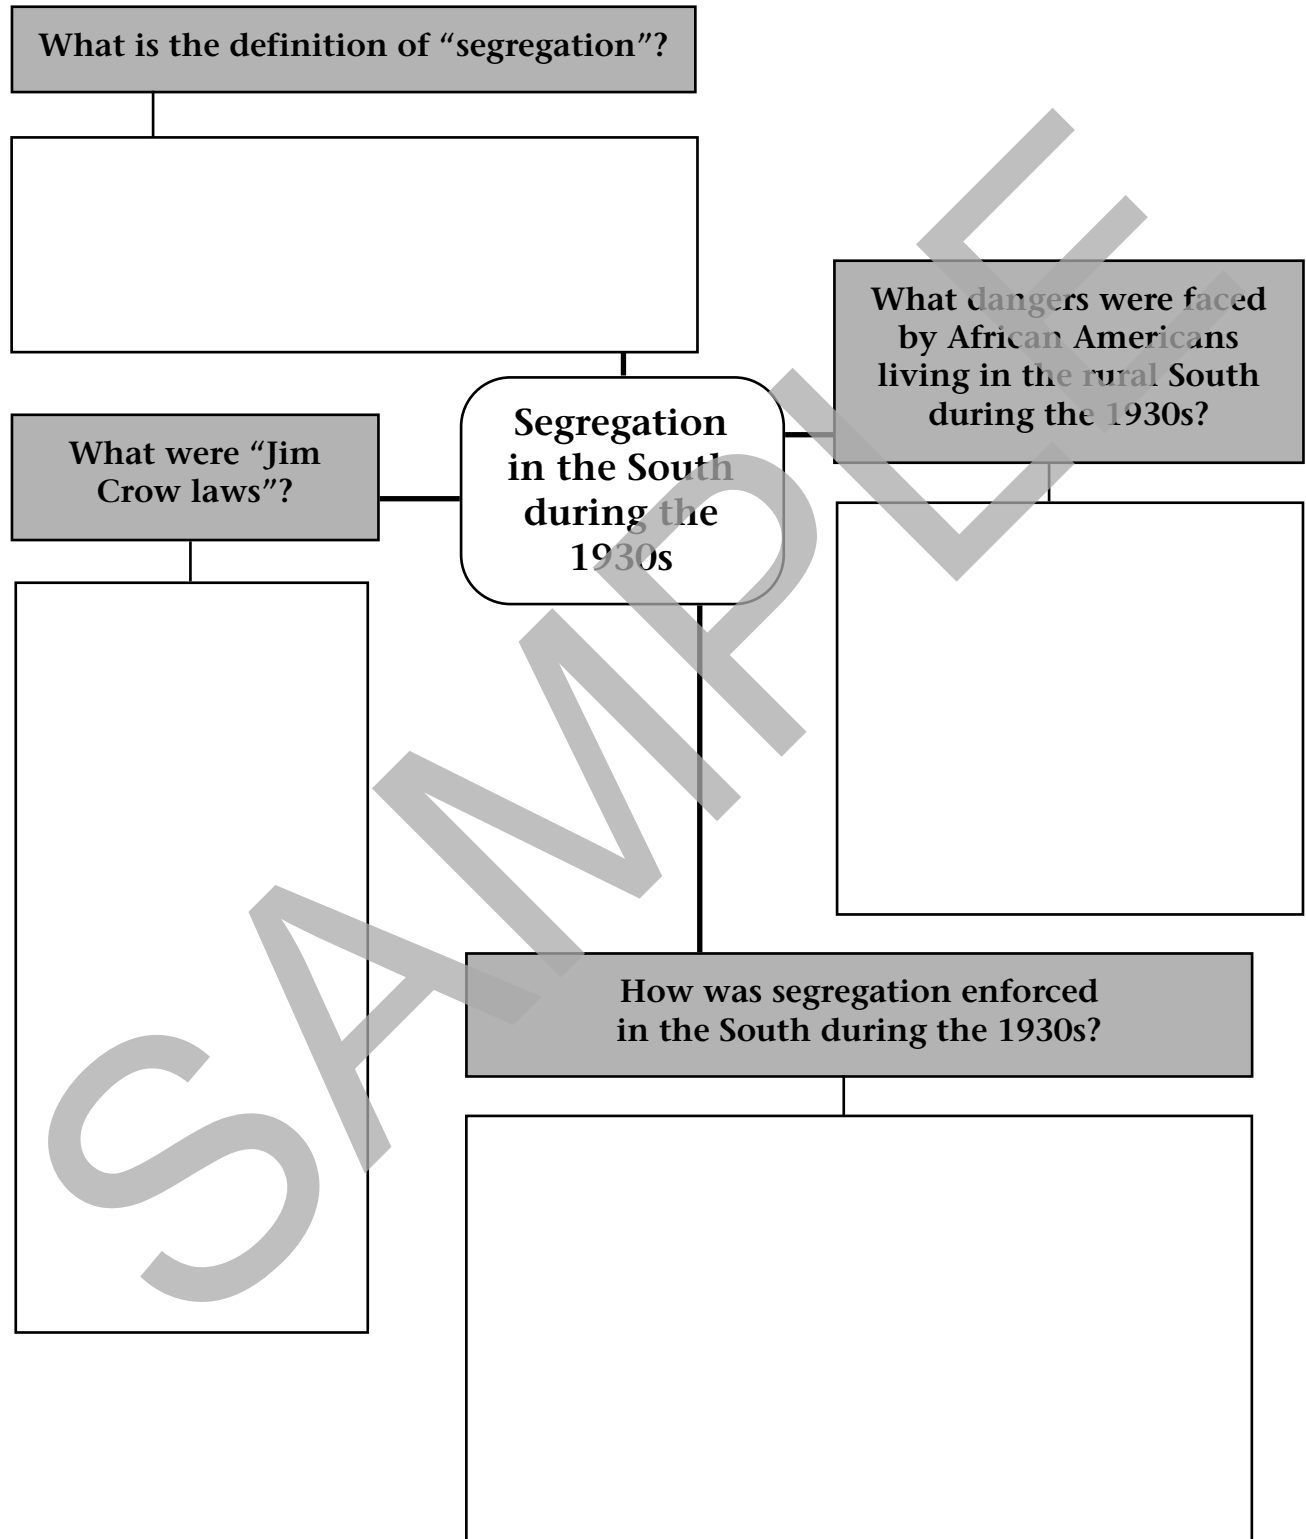 What is the definition of “segregation”?
What dangers were faced
by African Americans
living in the rural South
during the 1930s?
Segregation
in the South
during the
1930s
What were “Jim
Crow laws”?
How was segregation enforced
in the South during the 1930s?
SAMPLE